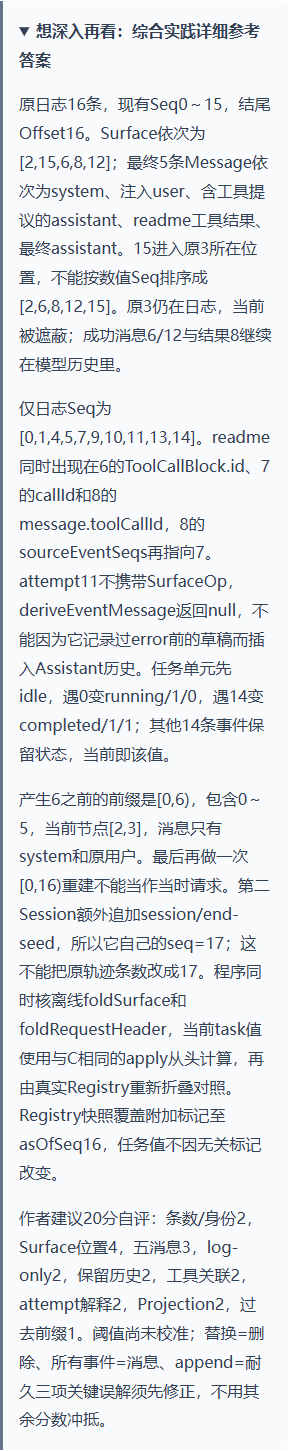 ▼ 想深入再看：综合实践详细参考
答案
原日志16条，现有Seq0～15，结尾
Offset16。Surface依次为
[2,15,6,8,12]；最终5条Message依
次为system、注入user、含工具提
议的assistant、readme工具结果、
最终assistant。15进入原3所在位
置，不能按数值Seq排序成
[2,6,8,12,15]。原3仍在日志，当前
被遮蔽；成功消息6/12与结果8继续
在模型历史里。
仅日志Seq为
[0,1,4,5,7,9,10,11,13,14]。readme
同时出现在6的ToolCallBlock.id、7
的callId和8的
message.toolCallId，8的
sourceEventSeqs再指向7。
attempt11不携带SurfaceOp，
deriveEventMessage返回null，不
能因为它记录过error前的草稿而插
入Assistant历史。任务单元先
idle，遇0变running/1/0，遇14变
completed/1/1；其他14条事件保
留状态，当前即该值。
产生6之前的前缀是[0,6)，包含0～
5，当前节点[2,3]，消息只有
system和原用户。最后再做一次
[0,16)重建不能当作当时请求。第二
Session额外追加session/end-
seed，所以它自己的seq=17；这
不能把原轨迹条数改成17。程序同
时核离线foldSurface和
foldRequestHeader，当前task值
使用与C相同的apply从头计算，再
由真实Registry重新折叠对照。
Registry快照覆盖附加标记至
asOfSeq16，任务值不因无关标记
改变。
作者建议20分自评：条数/身份2，
Surface位置4，五消息3，log-
only2，保留历史2，工具关联2，
attempt解释2，Projection2，过
去前缀1。阈值尚未校准；替换=删
除、所有事件=消息、append=耐
久三项关键误解须先修正，不用其
余分数冲抵。